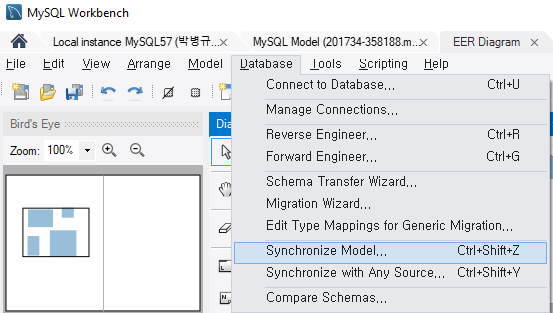 MySQL Workbench
Local instance MySQL57 (박병규... MySQL Model (201734-358188.m... EER Diagram
File Edit View Arrange Model Database Tools Scripting Help
Connect to Database... Ctrl+U
Manage Connections...
Bird's Eye Dia
Reverse Engineer... Ctrl+R
Zoom: 100% Forward Engineer... Ctrl+G
Schema Transfer Wizard...
Migration Wizard...
Edit Type Mappings for Generic Migration...
Synchronize Model... Ctrl+Shift+Z
Synchronize with Any Source... Ctrl+Shift+Y
Compare Schemas...